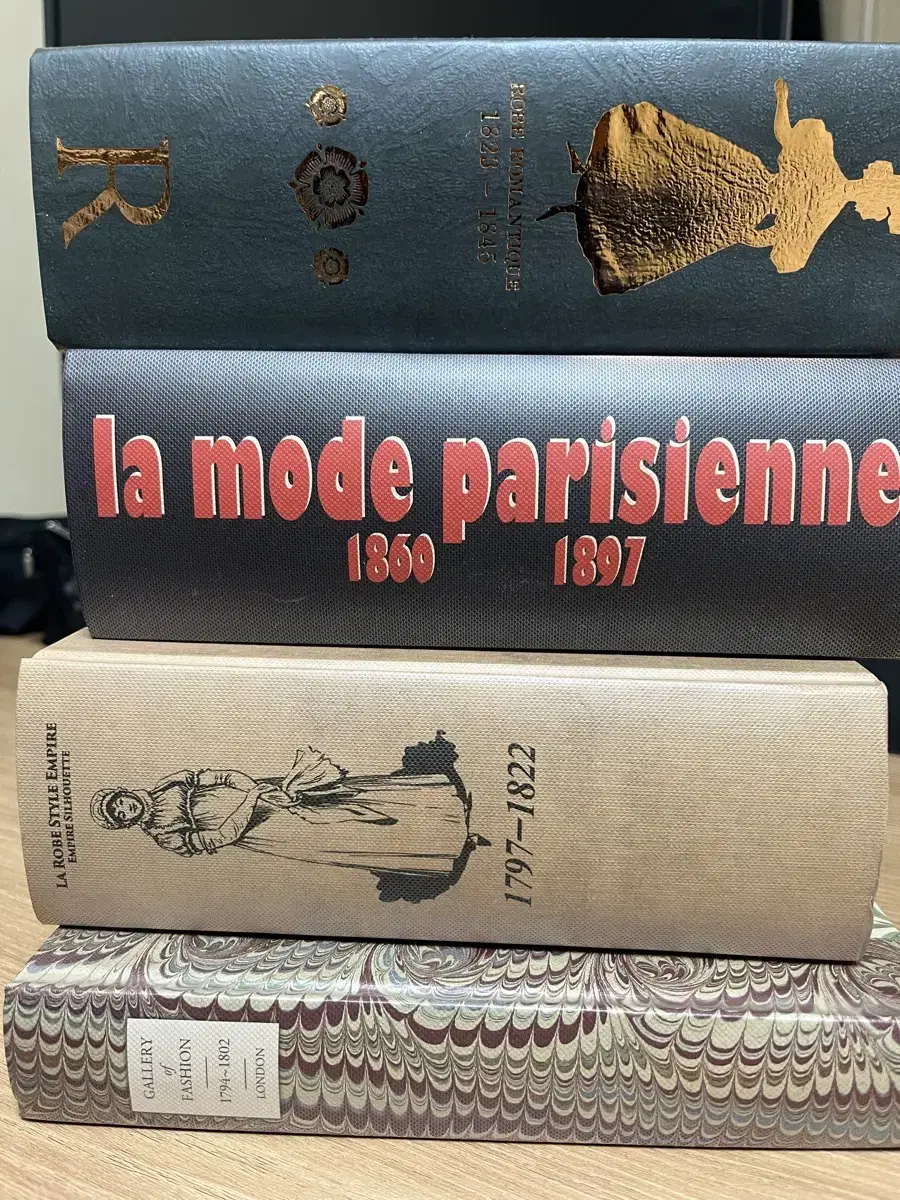 R
ROBE ROMANTIQUE
1823 – 1845
la mode parisienne
1860 1897
LA ROBE STYLE EMPIRE
EMPIRE SILHOUETTE
1797–1822
GALLERY
of
FASHION
1794~1802
LONDON